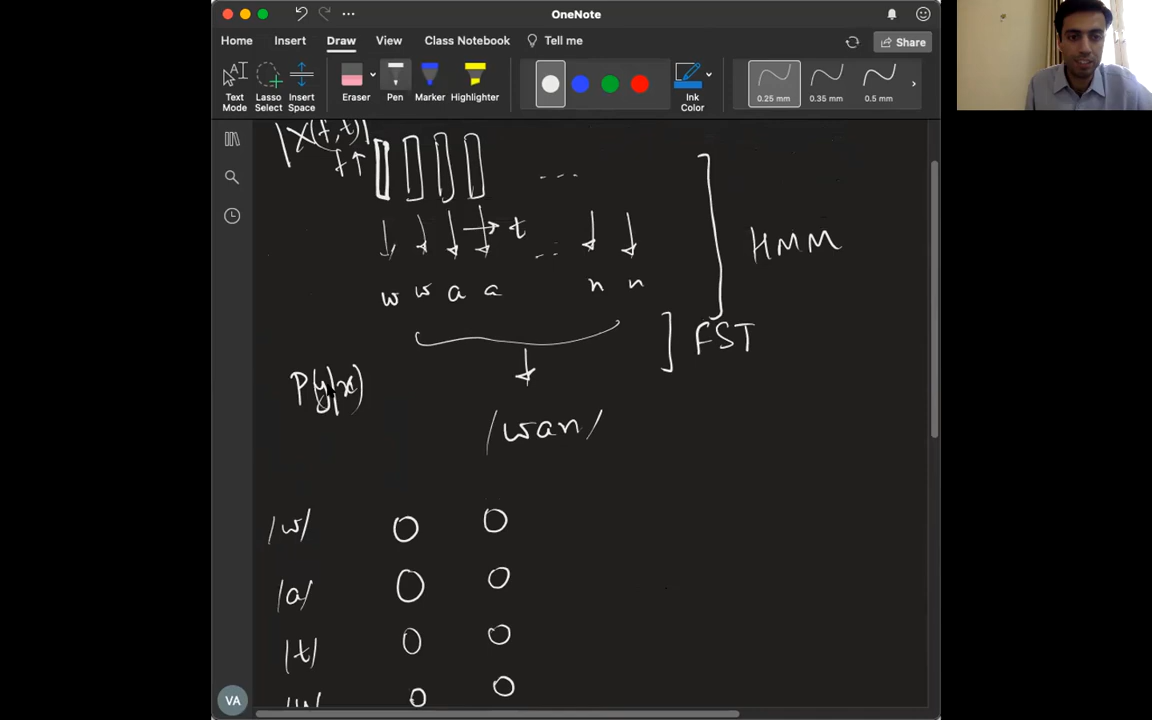 OneNote
Home Insert Draw View Class Notebook Tell me
Share
Text Mode
Lasso Select
Insert Space
Eraser
Pen
Marker
Highlighter
Ink Color
0.25 mm
0.35 mm
0.5 mm
|X(f,t)|
f↑
...
→ t
...
w w a a n n
HMM
FST
P(y|x)
/wan/
/w/ O O
/a/ O O
/t/ O O
O O
VA